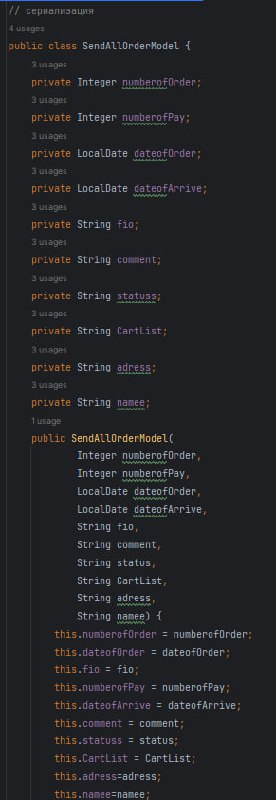 // сериализация
4 usages
public class SendAllOrderModel {
3 usages
private Integer numberofOrder;
3 usages
private Integer numberofPay;
3 usages
private LocalDate dateofOrder;
3 usages
private LocalDate dateofArrive;
3 usages
private String fio;
3 usages
private String comment;
3 usages
private String statuss;
3 usages
private String CartList;
3 usages
private String adress;
3 usages
private String namee;
1 usage
public SendAllOrderModel(
Integer numberofOrder,
Integer numberofPay,
LocalDate dateofOrder,
LocalDate dateofArrive,
String fio,
String comment,
String status,
String CartList,
String adress,
String namee) {
this.numberofOrder = numberofOrder;
this.dateofOrder = dateofOrder;
this.fio = fio;
this.numberofPay = numberofPay;
this.dateofArrive = dateofArrive;
this.comment = comment;
this.statuss = status;
this.CartList = CartList;
this.adress=adress;
this.namee=namee;